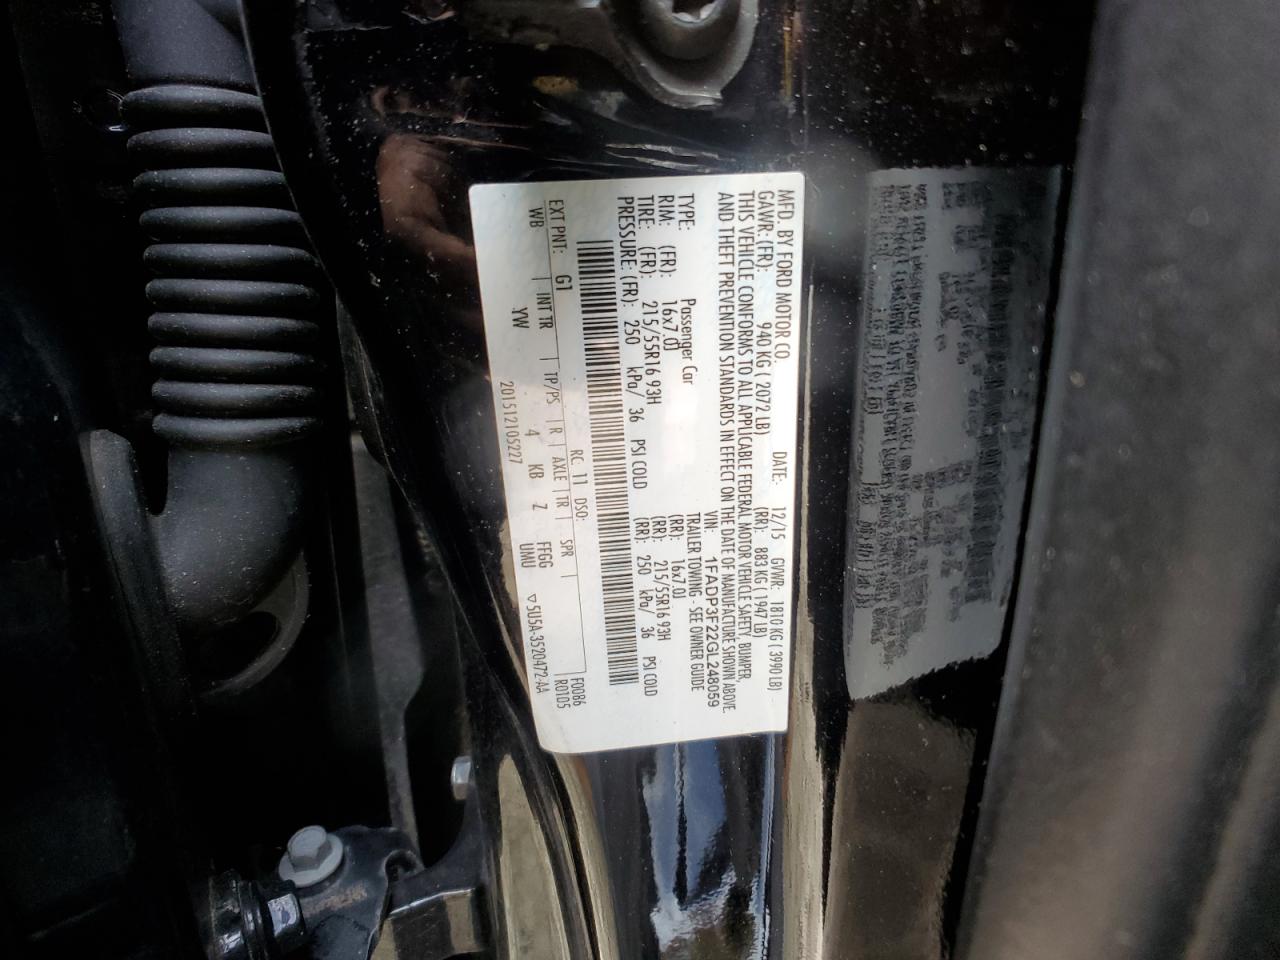 MFD. BY FORD MOTOR CO. DATE: 12/15 GVWR: 1810 KG ( 3990 LB)
GAWR: (FR): 940 KG ( 2072 LB) (RR): 883 KG ( 1947 LB)
THIS VEHICLE CONFORMS TO ALL APPLICABLE FEDERAL MOTOR VEHICLE SAFETY, BUMPER,
AND THEFT PREVENTION STANDARDS IN EFFECT ON THE DATE OF MANUFACTURE SHOWN ABOVE.
VIN: 1FADP3F22GL248059
TYPE: Passenger Car TRAILER TOWING - SEE OWNER GUIDE
RIM: (FR): 16x7.0J (RR): 16x7.0J
TIRE: (FR): 215/55R16 93H (RR): 215/55R16 93H
PRESSURE: (FR): 250 kPa/ 36 PSI COLD (RR): 250 kPa/ 36 PSI COLD
EXT PNT: G1 RC: 11 DSO: F0086
WB INT TR TP/PS R AXLE TR SPR R0105
YW 4 KB Z FFGG
UMU
201512105227 ▽5U5A-3520472-AA